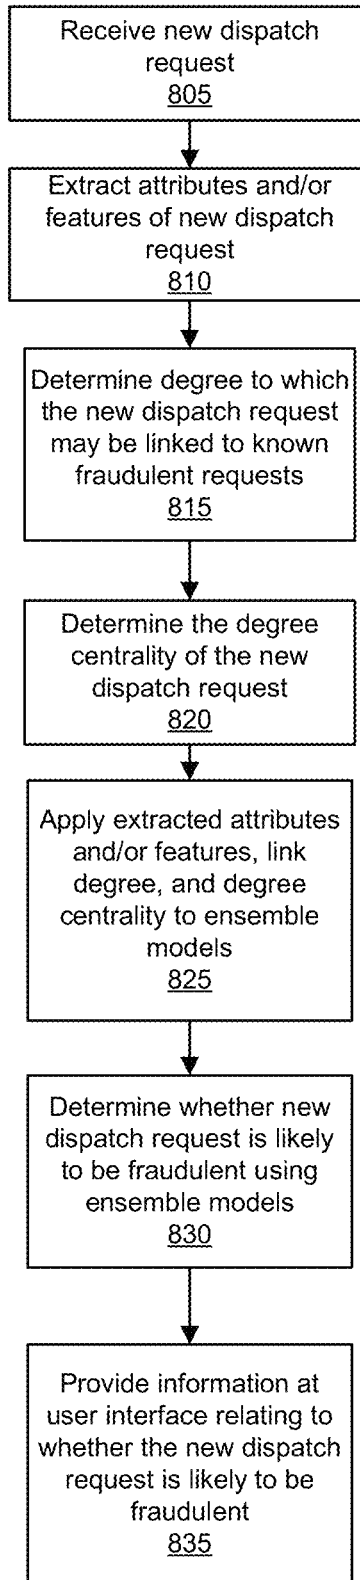 Receive new dispatch
request
805
Extract attributes and/or
features of new dispatch
request
810
Determine degree to which
the new dispatch request
may be linked to known
fraudulent requests
815
Determine the degree
centrality of the new
dispatch request
820
Apply extracted attributes
and/or features, link
degree, and degree
centrality to ensemble
models
825
Determine whether new
dispatch request is likely
to be fraudulent using
ensemble models
830
Provide information at
user interface relating to
whether the new dispatch
request is likely to be
fraudulent
835